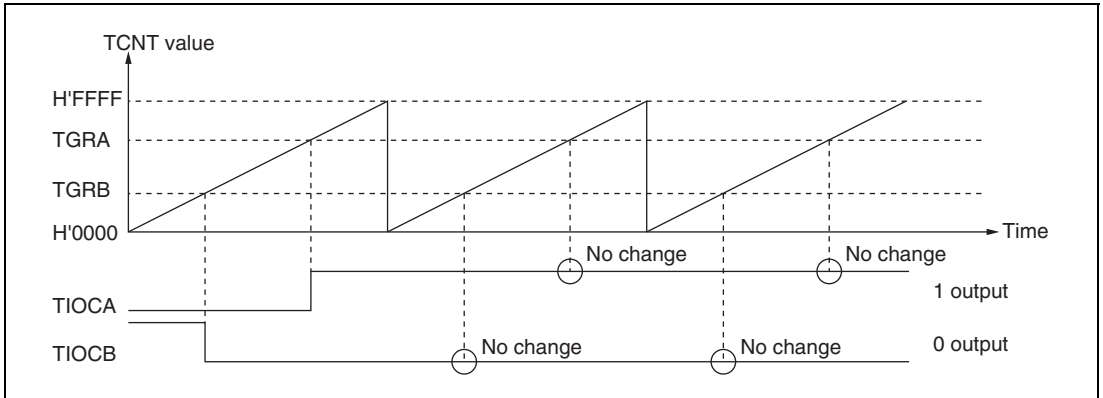 TCNT value
H'FFFF
TGRA
TGRB
H'0000
Time
No change
No change
1 output
TIOCA
No change
No change
0 output
TIOCB